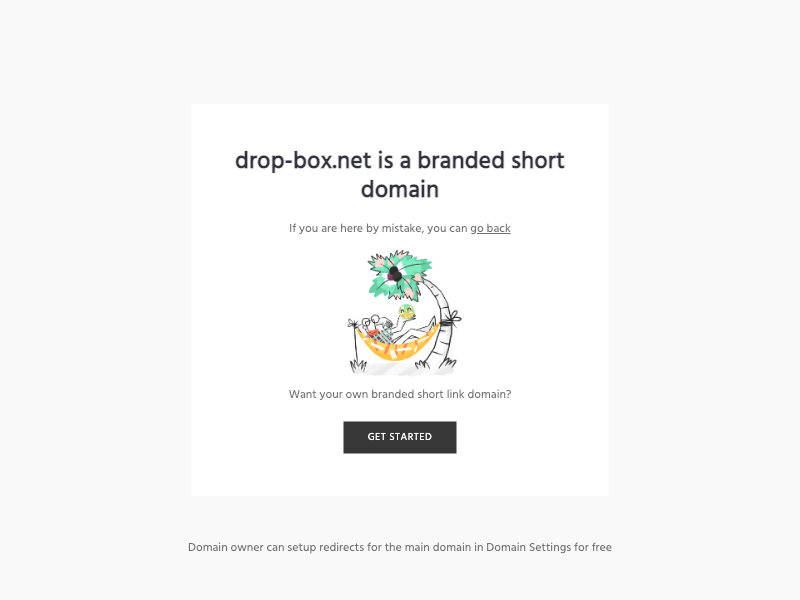 drop-box.net is a branded short
domain
If you are here by mistake, you can go back
Want your own branded short link domain?
GET STARTED
Domain owner can setup redirects for the main domain in Domain Settings for free